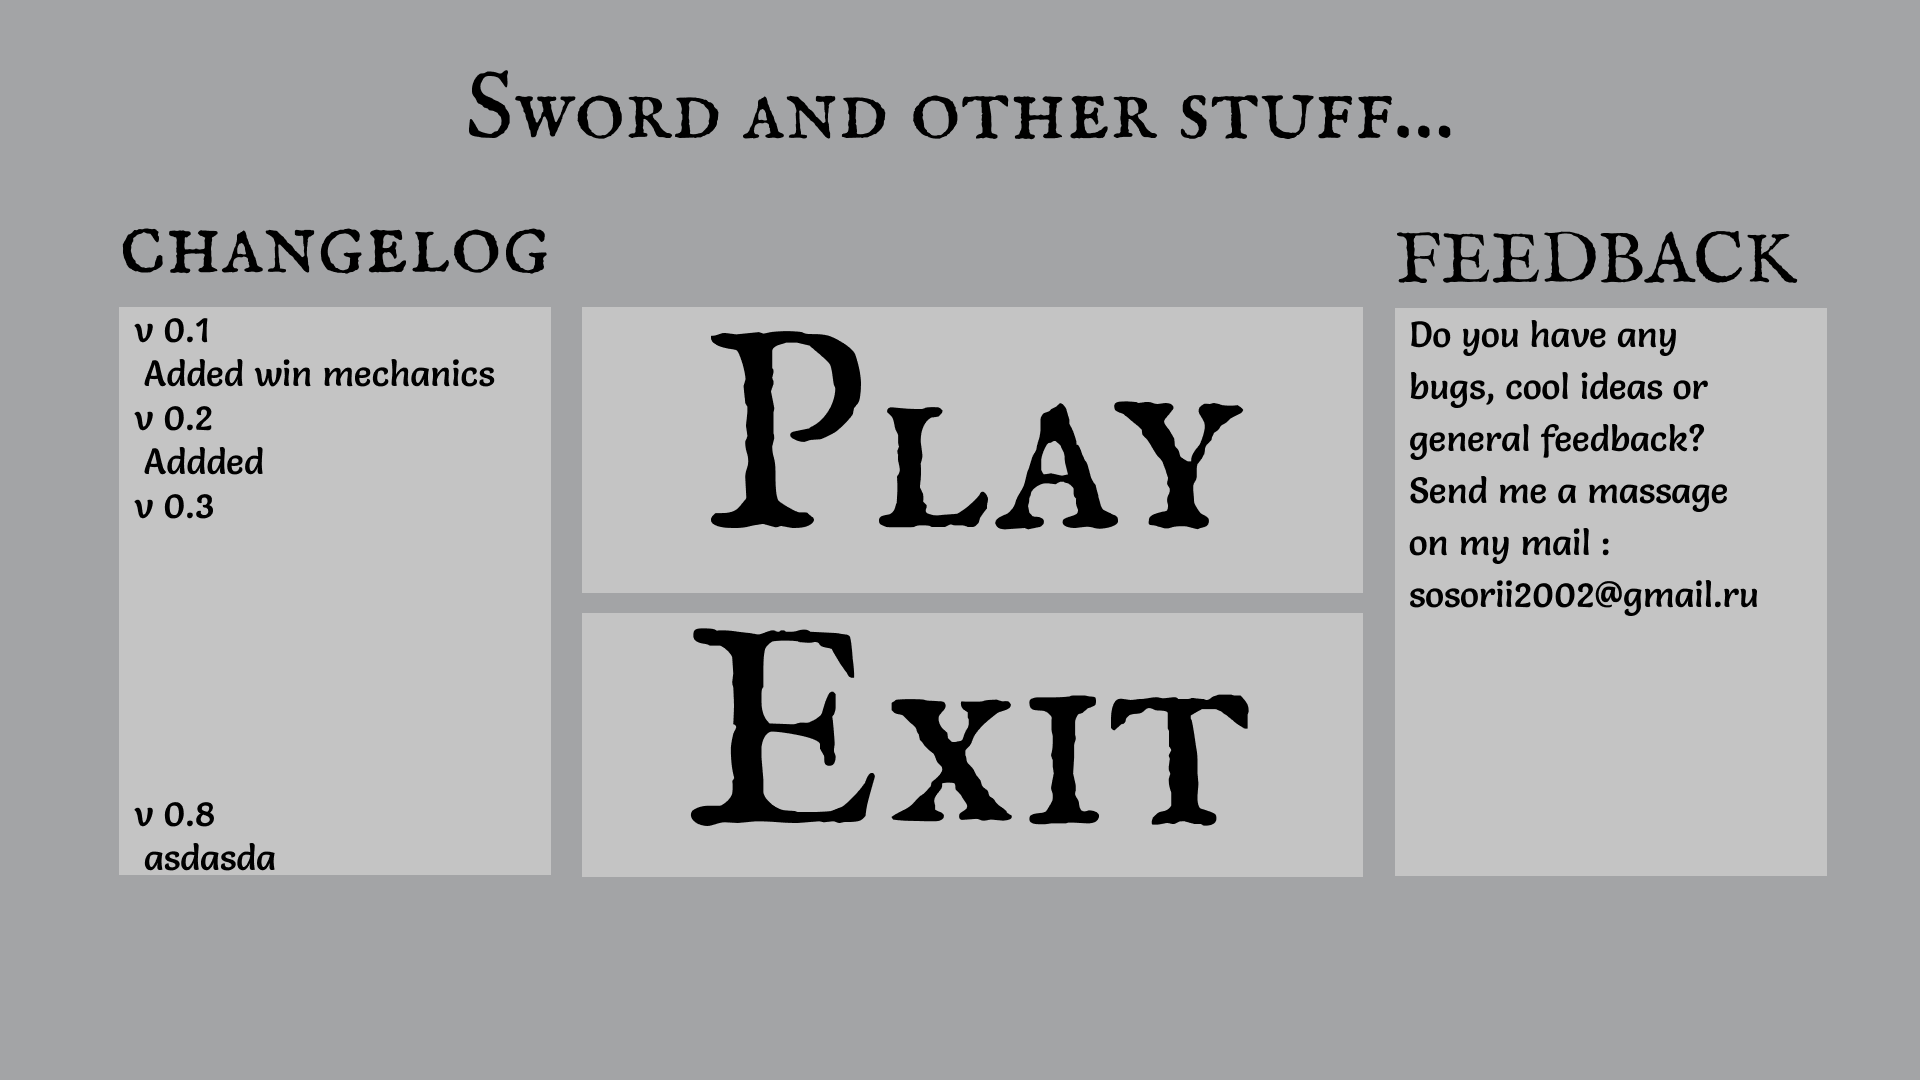 Sword and other stuff...
CHANGELOG
v 0.1
Added win mechanics
v 0.2
Addded
v 0.3
v 0.8
asdasda
Play
Exit
FEEDBACK
Do you have any
bugs, cool ideas or
general feedback?
Send me a massage
on my mail :
sosorii2002@gmail.ru